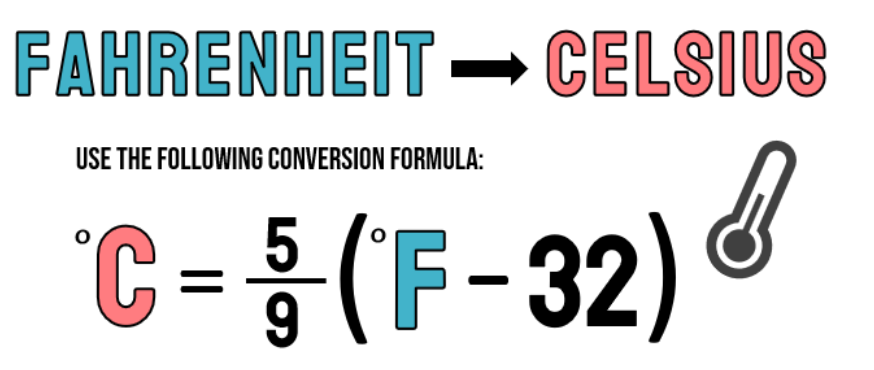 FAHRENHEIT → CELSIUS
USE THE FOLLOWING CONVERSION FORMULA:
°C = 5/9 (°F - 32)